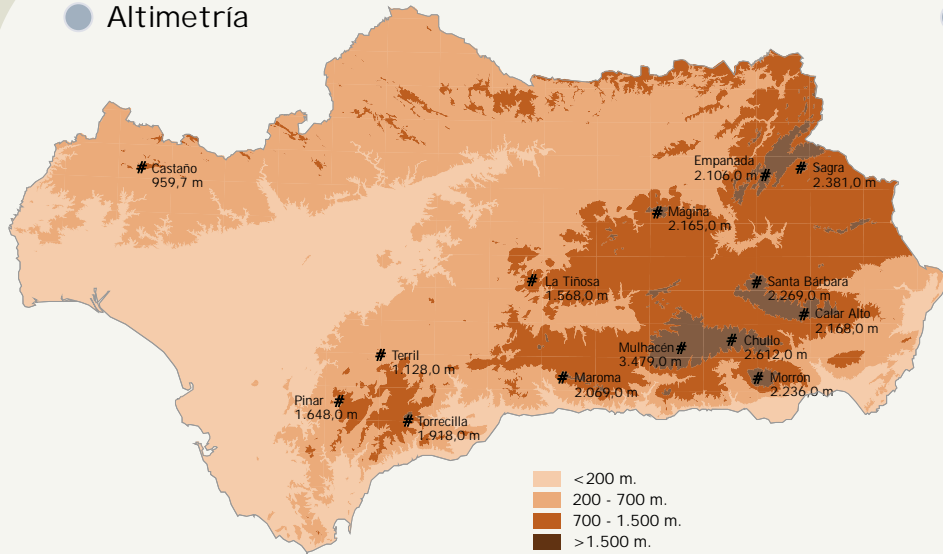 Altimetría
Castaño
959,7 m
Empanada
2.106,0 m
Sagra
2.381,0 m
Mágina
2.165,0 m
La Tiñosa
1.568,0 m
Santa Bárbara
2.269,0 m
Calar Alto
2.168,0 m
Mulhacén
3.479,0 m
Chullo
2.612,0 m
Terril
1.128,0 m
Maroma
2.069,0 m
Morrón
2.236,0 m
Pinar
1.648,0 m
Torrecilla
1.918,0 m
<200 m.
200 - 700 m.
700 - 1.500 m.
>1.500 m.